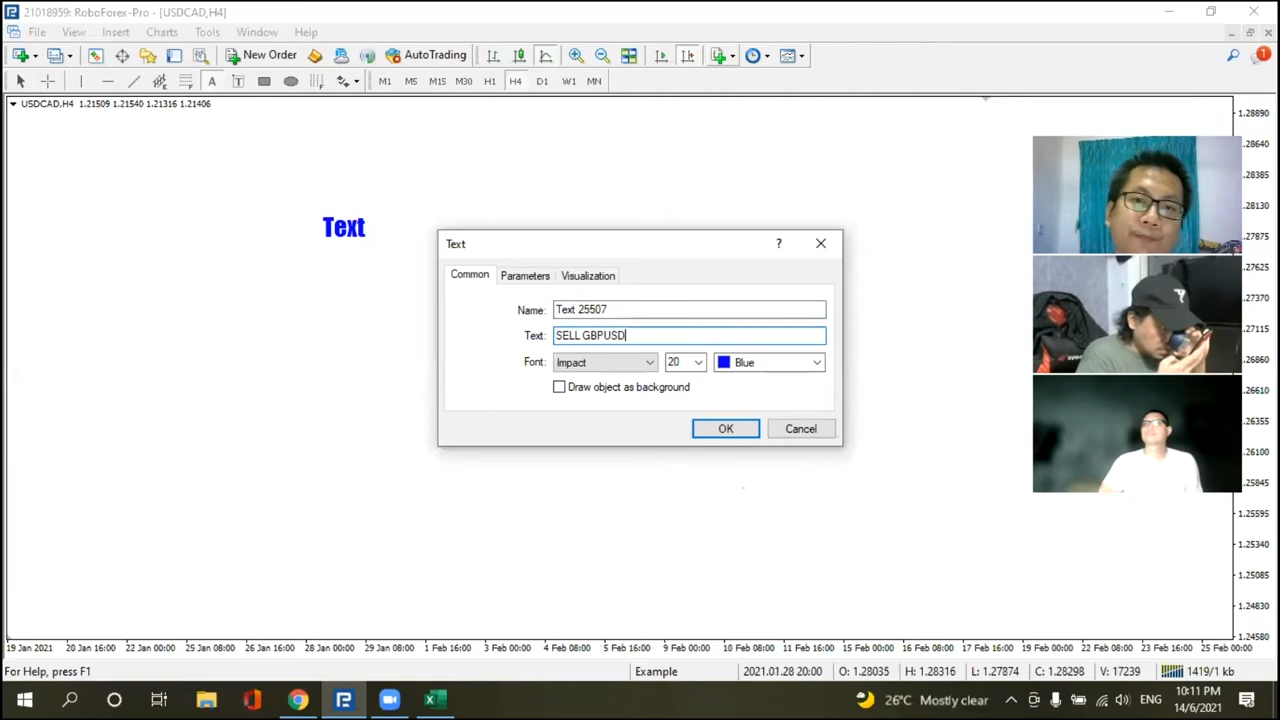 21018959: RoboForex-Pro - [USDCAD,H4]
File View Insert Charts Tools Window Help
New Order AutoTrading 1
A T M1 M5 M15 M30 H1 H4 D1 W1 MN
USDCAD,H4 1.21509 1.21540 1.21316 1.21406
Text
Text ?
Common Parameters Visualization
Name: Text 25507
Text: SELL GBPUSD
Font: Impact 20 Blue
Draw object as background
OK Cancel
1.28890
1.28640
1.28385
1.28130
1.27875
1.27625
1.27370
1.27115
1.26860
1.26610
1.26355
1.26100
1.25845
1.25595
1.25340
1.25085
1.24830
1.24580
19 Jan 2021 20 Jan 16:00 22 Jan 00:00 25 Jan 08:00 26 Jan 16:00 28 Jan 00:00 29 Jan 08:00 1 Feb 16:00 3 Feb 00:00 4 Feb 08:00 5 Feb 16:00 9 Feb 00:00 10 Feb 08:00 11 Feb 16:00 15 Feb 00:00 16 Feb 08:00 17 Feb 16:00 19 Feb 00:00 22 Feb 08:00 23 Feb 16:00 25 Feb 00:00
For Help, press F1 Example 2021.01.28 20:00 O: 1.28035 H: 1.28316 L: 1.27874 C: 1.28298 V: 17239 1419/1 kb
26°C Mostly clear ENG 10:11 PM
14/6/2021